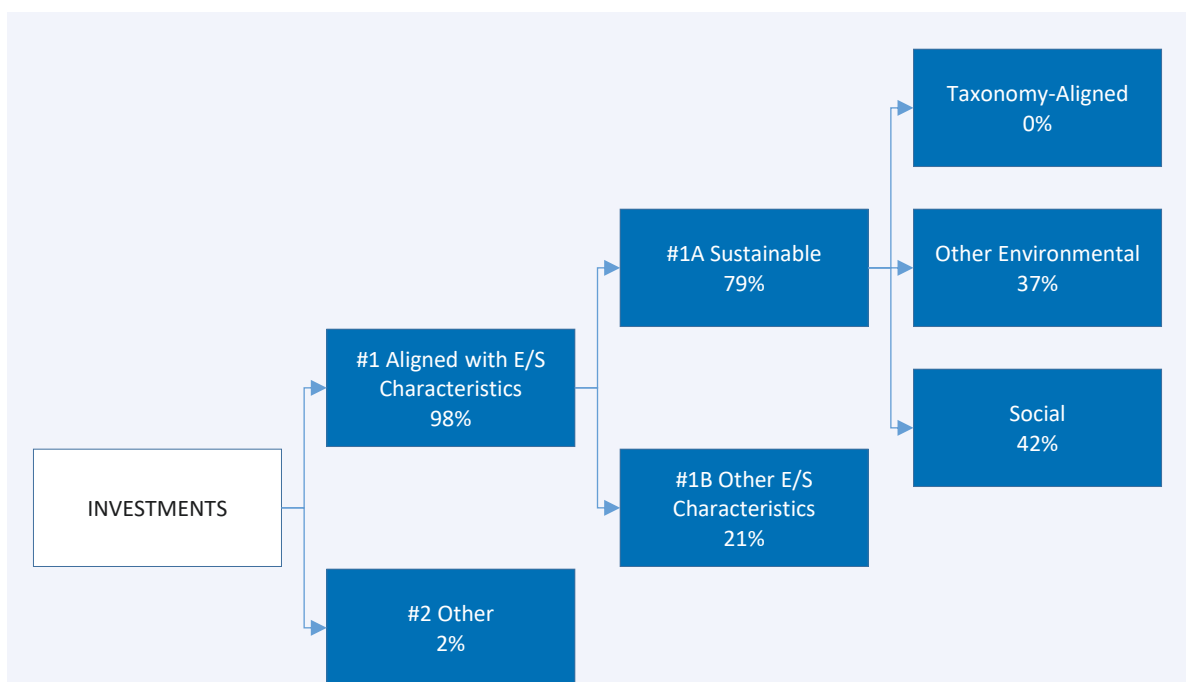 INVESTMENTS
#1 Aligned with E/S
Characteristics
98%
#2 Other
2%
#1A Sustainable
79%
#1B Other E/S
Characteristics
21%
Taxonomy-Aligned
0%
Other Environmental
37%
Social
42%